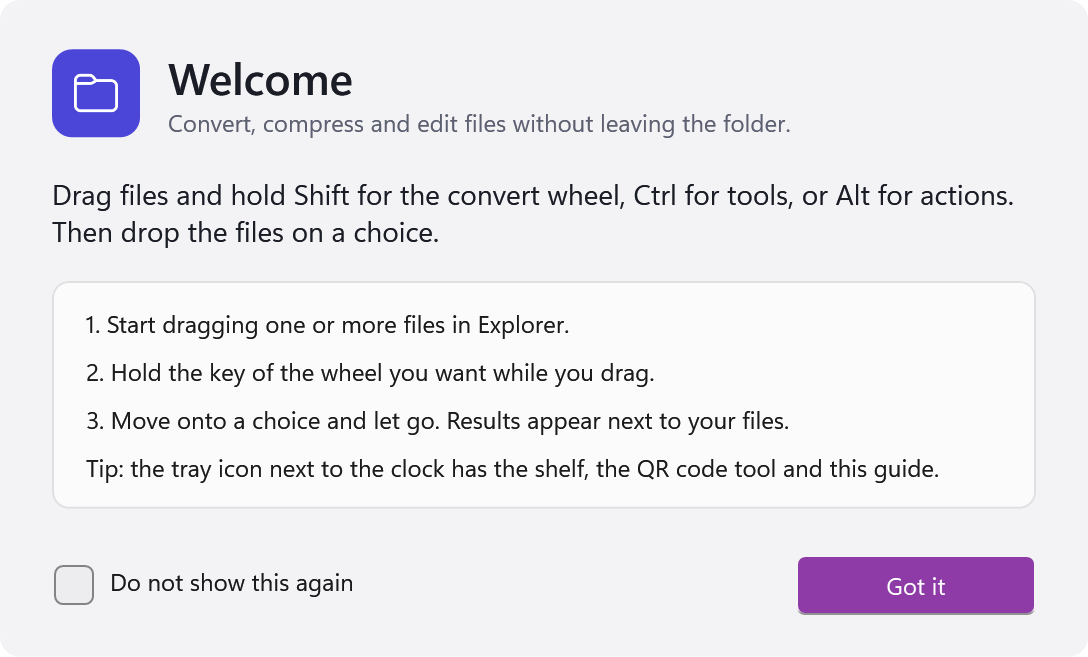 Welcome
Convert, compress and edit files without leaving the folder.
Drag files and hold Shift for the convert wheel, Ctrl for tools, or Alt for actions.
Then drop the files on a choice.
1. Start dragging one or more files in Explorer.
2. Hold the key of the wheel you want while you drag.
3. Move onto a choice and let go. Results appear next to your files.
Tip: the tray icon next to the clock has the shelf, the QR code tool and this guide.
Do not show this again
Got it